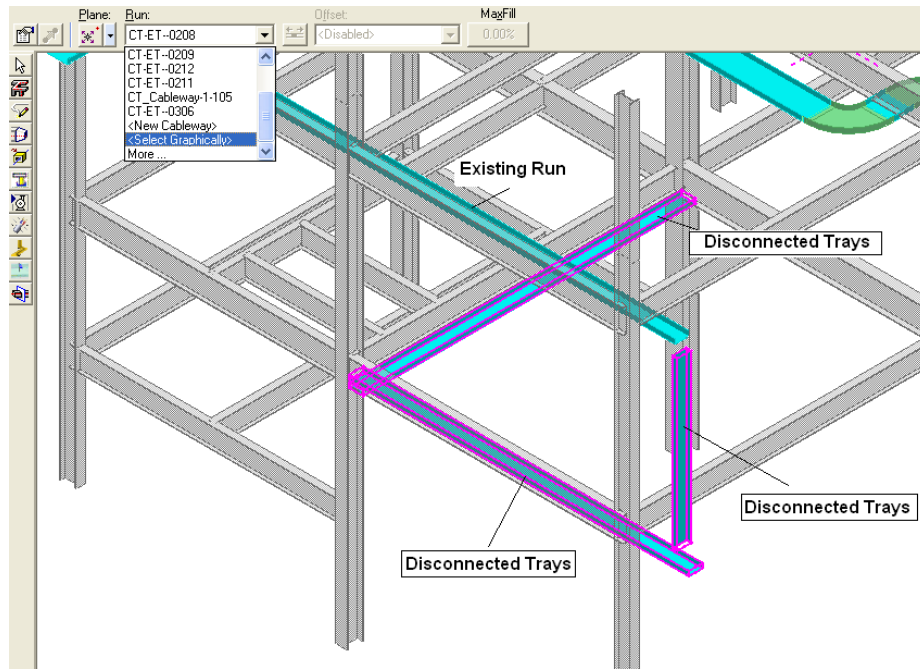 Plane: Run: Offset: MaxFill
CT-ET--0208 <Disabled> 0.00%
CT-ET--0209
CT-ET--0212
CT-ET--0211
CT_Cableway-1-105
CT-ET--0306
<New Cableway>
<Select Graphically>
More ...
Existing Run
Disconnected Trays
Disconnected Trays
Disconnected Trays